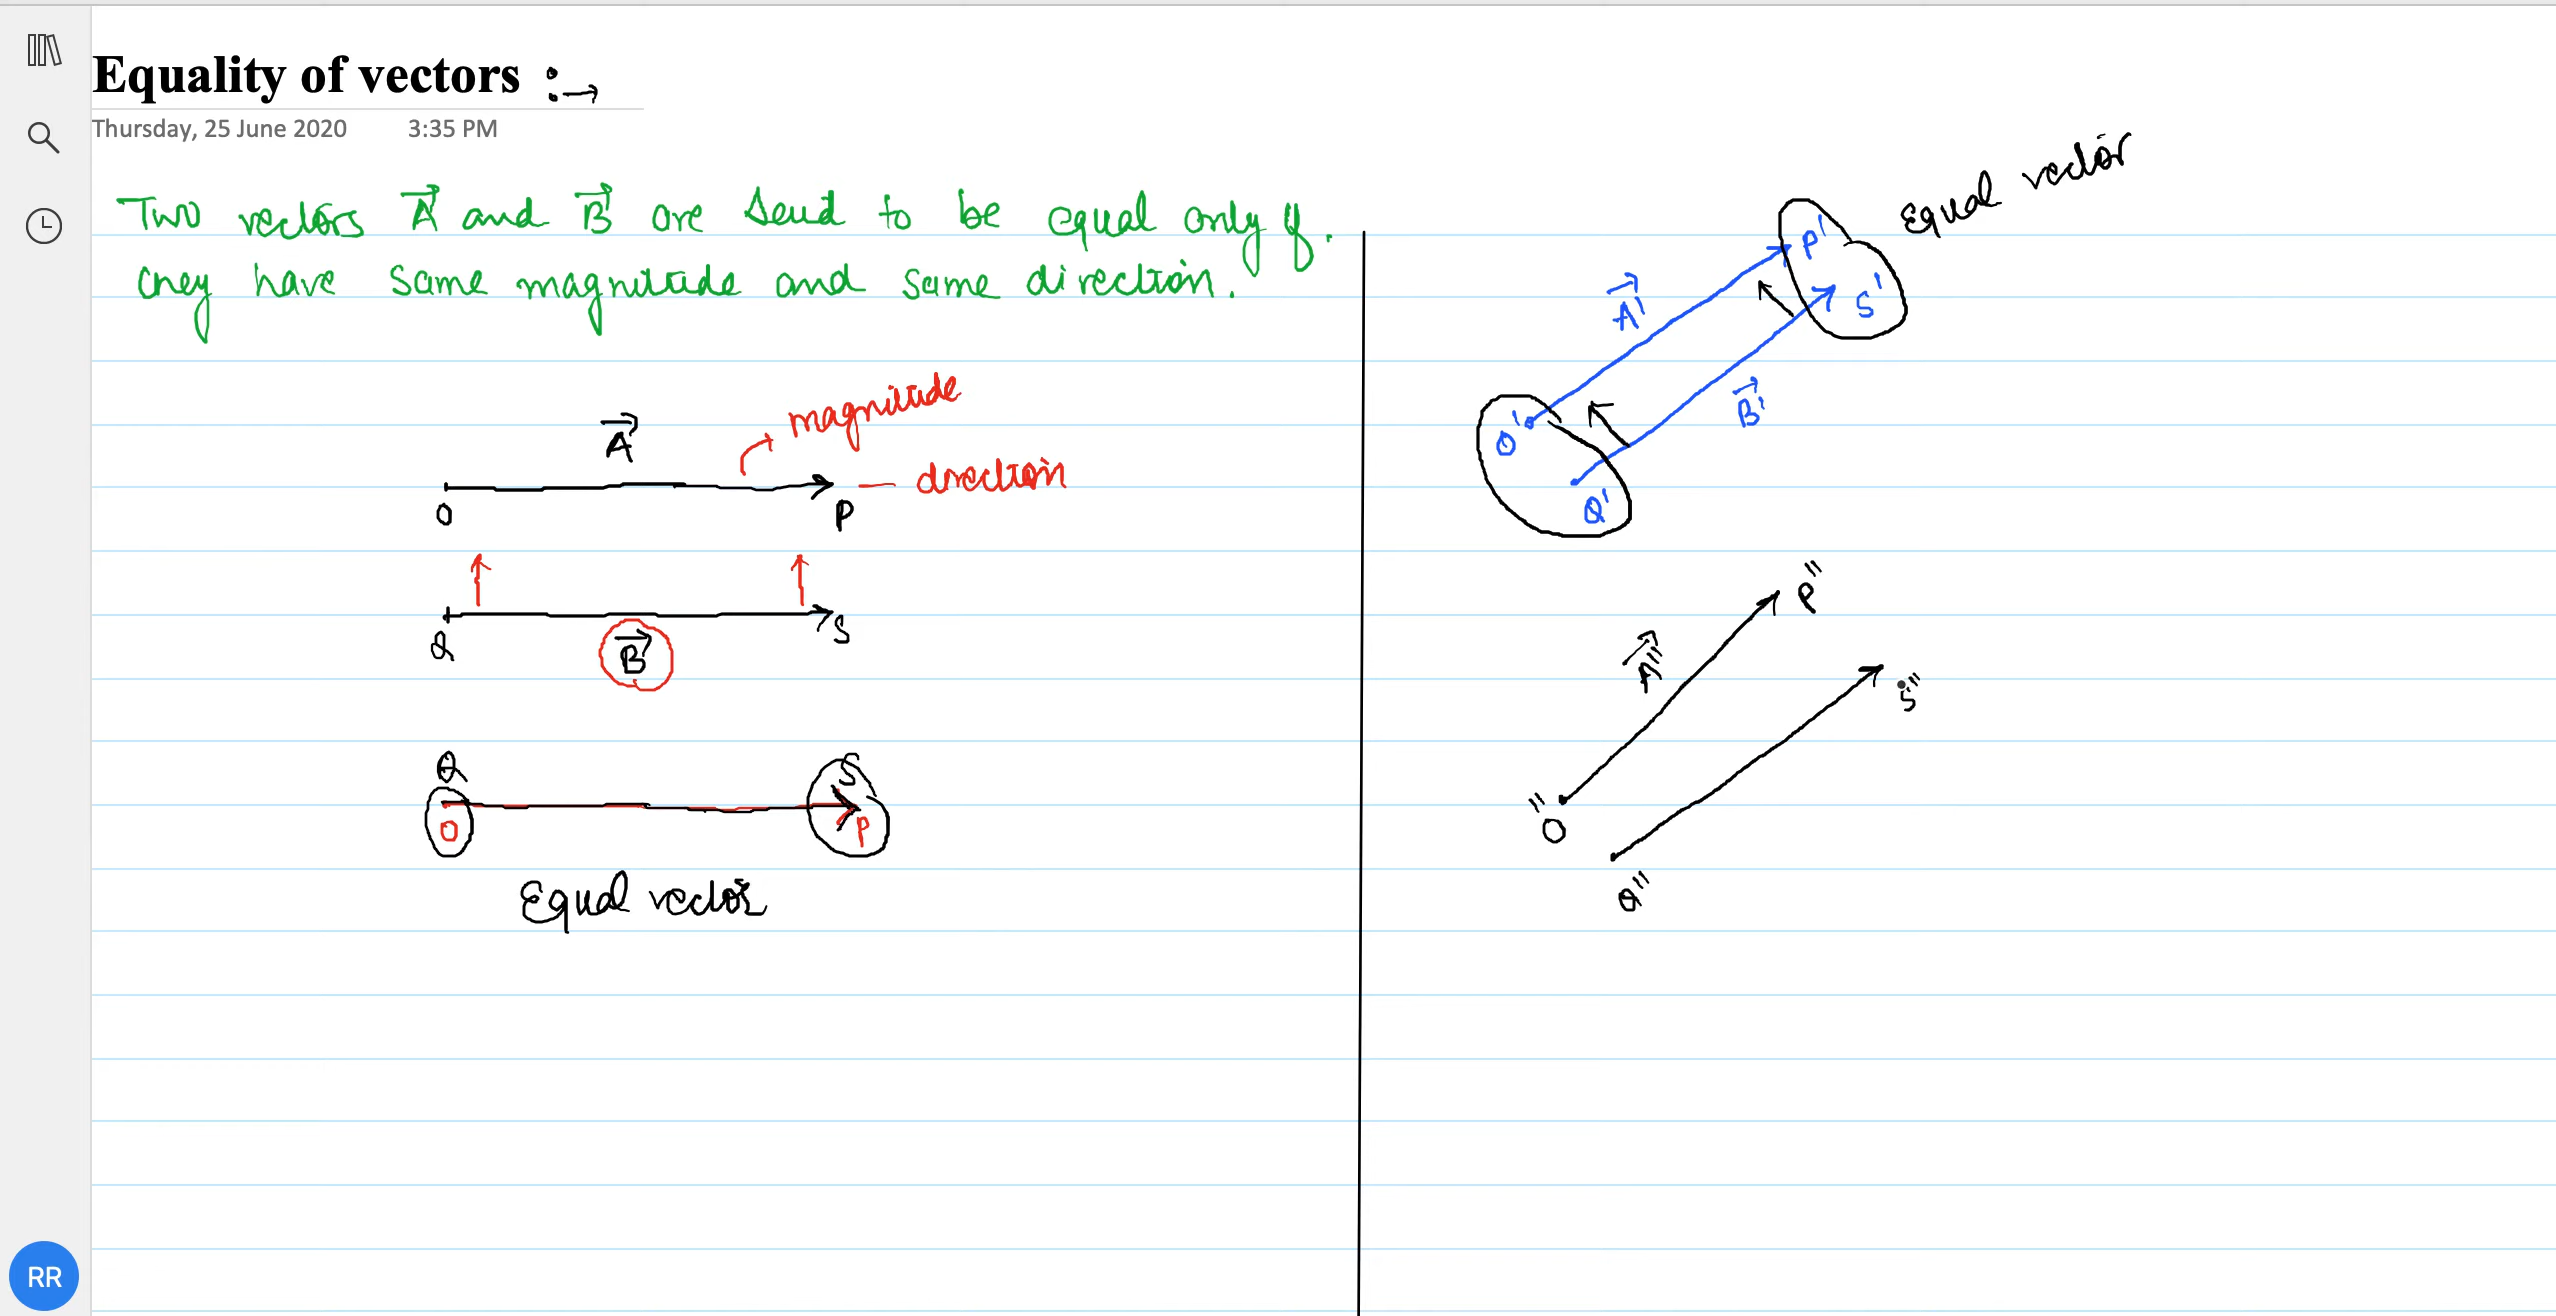 Equality of vectors :→
Thursday, 25 June 2020 3:35 PM
Two vectors A⃗ and B⃗ are said to be equal only if
they have same magnitude and same direction.
magnitude
A⃗
direction
O P
Q S
B⃗
Q S
O P
Equal vector
Equal vector
P'
A⃗' S'
B⃗'
O'
Q'
P"
A⃗" S"
O"
Q"
RR